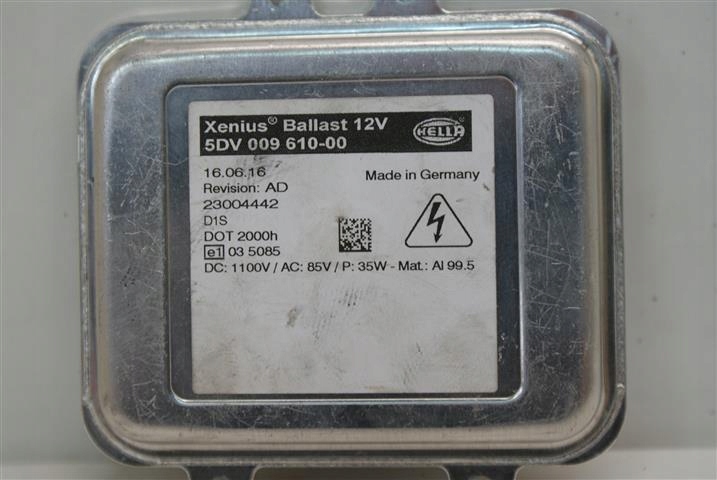 Xenius® Ballast 12V
5DV 009 610-00
HELLA
16.06.16
Made in Germany
Revision: AD
23004442
D1S
DOT 2000h
e1 03 5085
DC: 1100V / AC: 85V / P: 35W - Mat.: Al 99.5